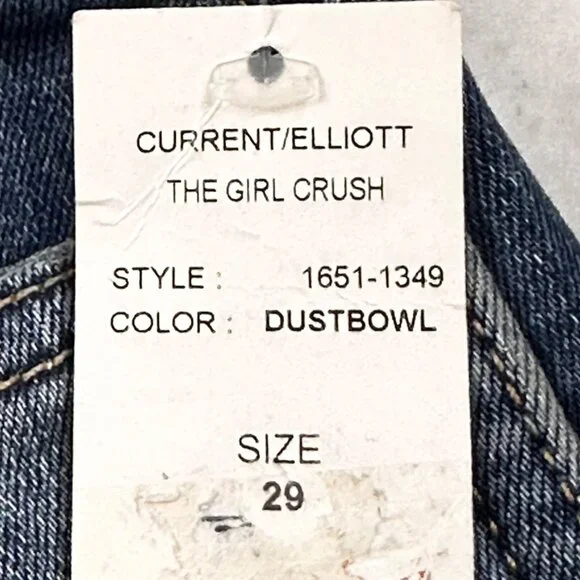 CURRENT/ELLIOTT
THE GIRL CRUSH
STYLE : 1651-1349
COLOR : DUSTBOWL
SIZE
29